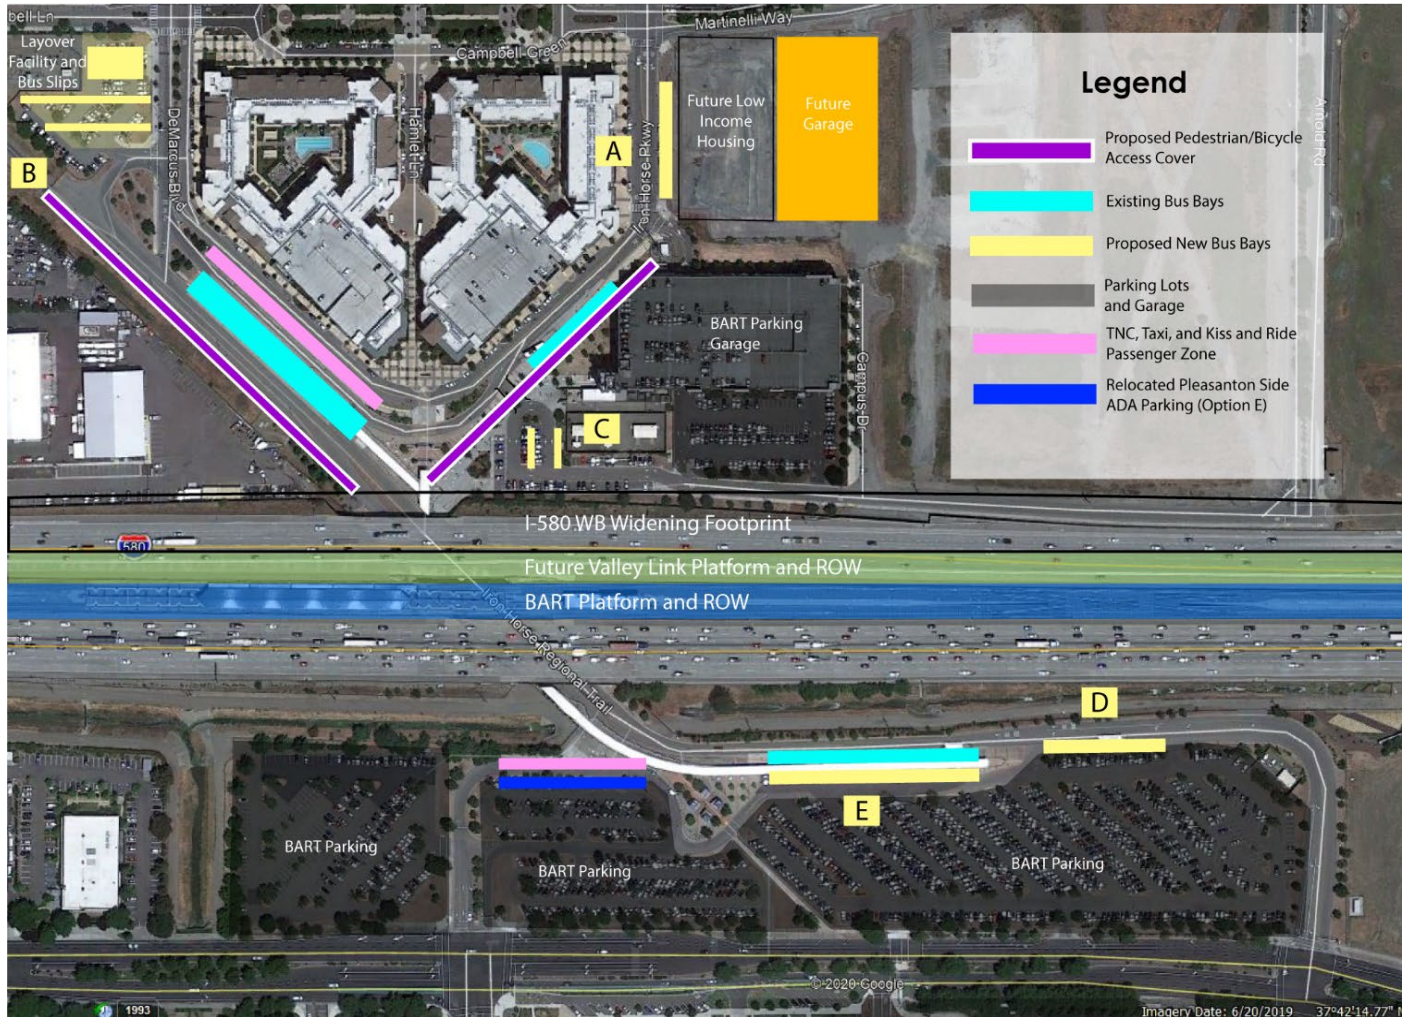 bell Ln
Martinelli Way
Layover
Facility and
Bus Slips
Campbell Green
Legend
DeMarcus Blvd
Hamlet Ln
Iron Horse Pkwy
Future Low
Income
Housing
Future
Garage
Arnold Rd
A
B
Proposed Pedestrian/Bicycle
Access Cover
Existing Bus Bays
Proposed New Bus Bays
Parking Lots
and Garage
TNC, Taxi, and Kiss and Ride
Passenger Zone
Relocated Pleasanton Side
ADA Parking (Option E)
BART Parking
Garage
Campus Dr
C
I-580 WB Widening Footprint
580
Future Valley Link Platform and ROW
BART Platform and ROW
Iron Horse Regional Trail
D
E
BART Parking
BART Parking
BART Parking
© 2020 Google
1993
Imagery Date: 6/20/2019 37°42'14.77" N